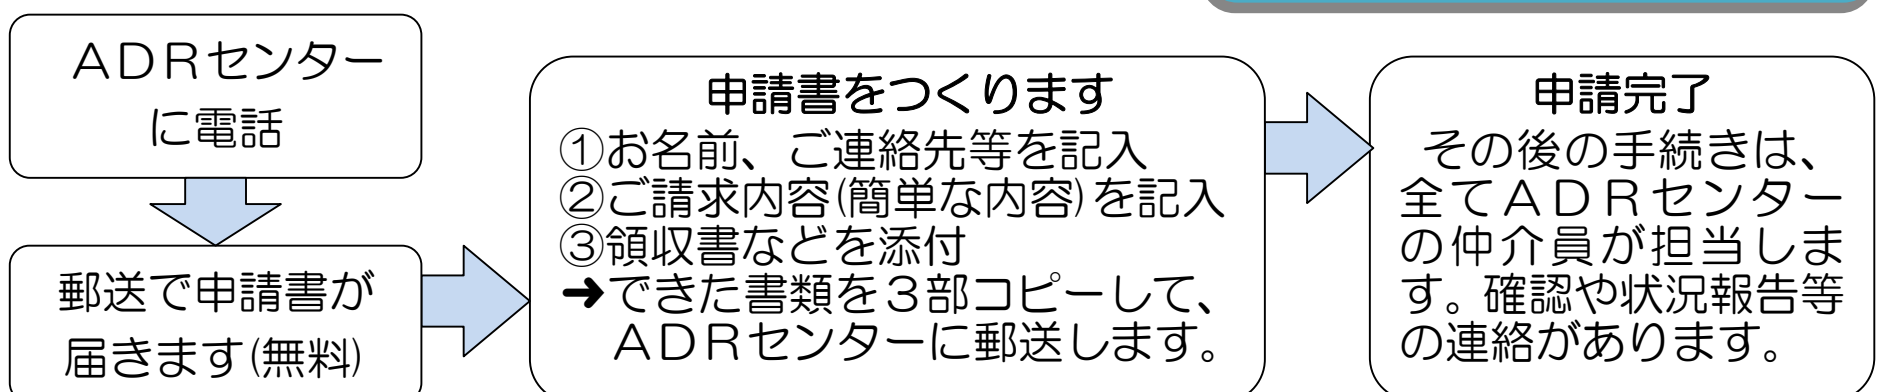 ＡＤＲセンター
に電話
郵送で申請書が
届きます(無料)
申請書をつくります
①お名前、ご連絡先等を記入
②ご請求内容(簡単な内容)を記入
③領収書などを添付
➜できた書類を３部コピーして、
ＡＤＲセンターに郵送します。
申請完了
その後の手続きは、
全てＡＤＲセンター
の仲介員が担当しま
す。確認や状況報告等
の連絡があります。